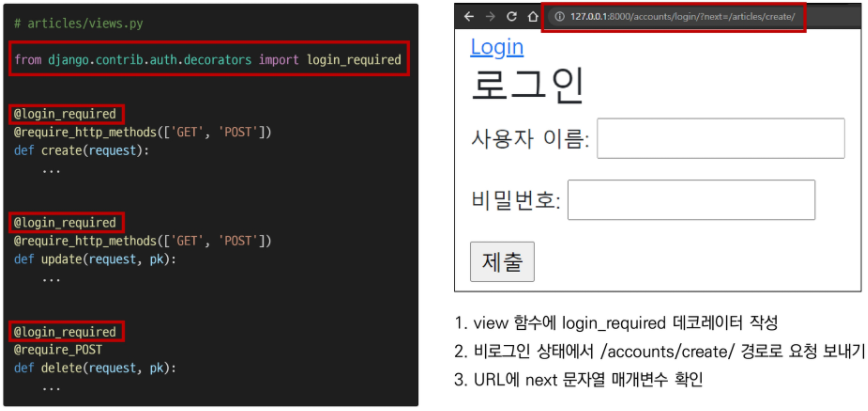 # articles/views.py
from django.contrib.auth.decorators import login_required
@login_required
@require_http_methods(['GET', 'POST'])
def create(request):
...
@login_required
@require_http_methods(['GET', 'POST'])
def update(request, pk):
...
@login_required
@require_POST
def delete(request, pk):
...
127.0.0.1:8000/accounts/login/?next=/articles/create/
Login
로그인
사용자 이름:
비밀번호:
제출
1. view 함수에 login_required 데코레이터 작성
2. 비로그인 상태에서 /accounts/create/ 경로로 요청 보내기
3. URL에 next 문자열 매개변수 확인